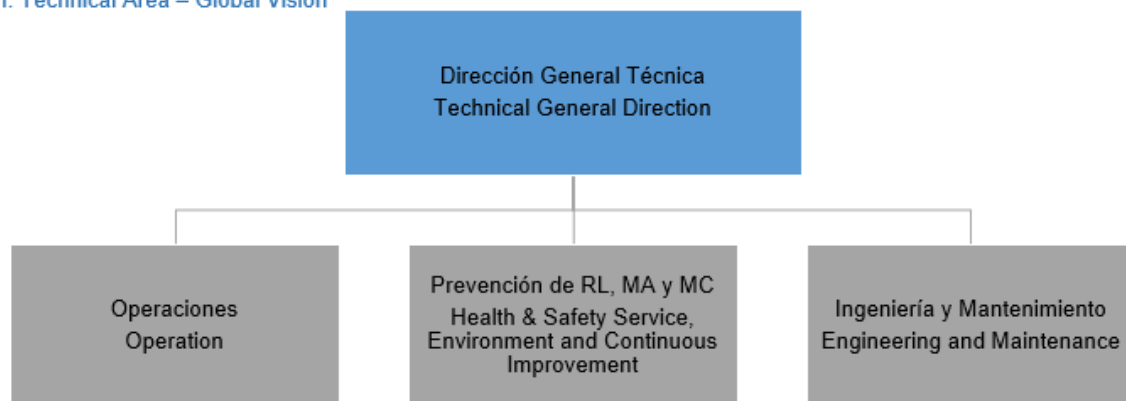 Technical Area – Global Vision
Dirección General Técnica
Technical General Direction
Operaciones
Operation
Prevención de RL, MA y MC
Health & Safety Service,
Environment and Continuous
Improvement
Ingeniería y Mantenimiento
Engineering and Maintenance